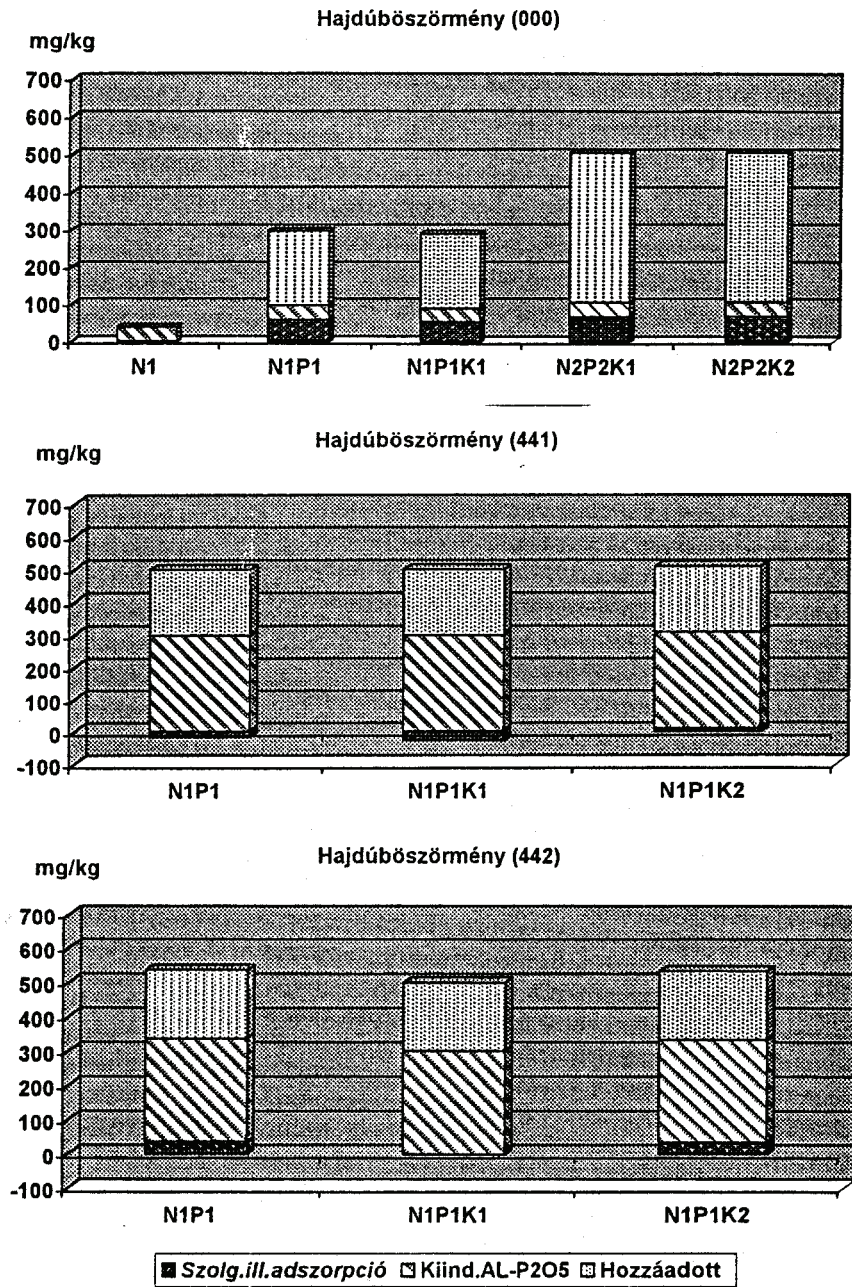 Hajdúböszörmény (000)
mg/kg
700
600
500
400
300
200
100
0
N1 N1P1 N1P1K1 N2P2K1 N2P2K2
Hajdúböszörmény (441)
mg/kg
700
600
500
400
300
200
100
0
-100
N1P1 N1P1K1 N1P1K2
Hajdúböszörmény (442)
mg/kg
700
600
500
400
300
200
100
0
-100
N1P1 N1P1K1 N1P1K2
Szolg.ill.adszorpció Kiind.AL-P2O5 Hozzáadott